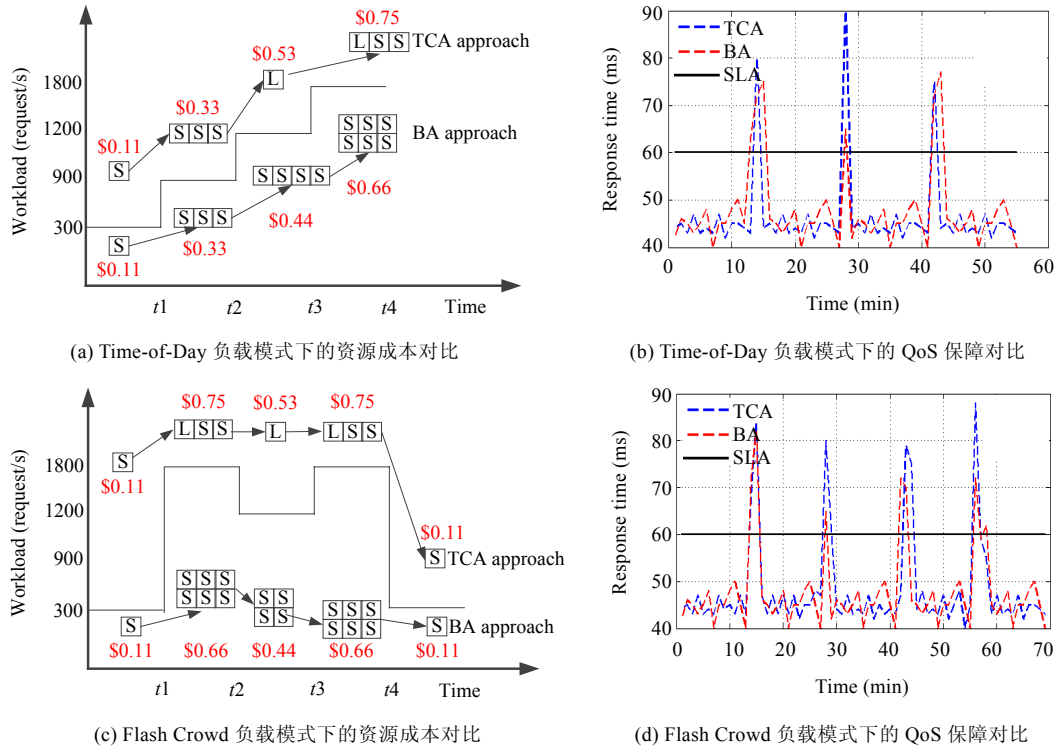 $0.75
L S S TCA approach
$0.53
L
$0.33
S S S
$0.11
S
1800
1200
900
300
Workload (request/s)
S S S
S S S
BA approach
$0.66
S S S S
$0.44
S S S
$0.33
S
$0.11
t1 t2 t3 t4 Time
(a) Time-of-Day 负载模式下的资源成本对比
90
80
70
60
50
40
Response time (ms)
TCA
BA
SLA
0 10 20 30 40 50 60
Time (min)
(b) Time-of-Day 负载模式下的 QoS 保障对比
$0.75 $0.53 $0.75
L S S L L S S
S
$0.11
1800
1200
900
300
Workload (request/s)
$0.11
S TCA approach
S S S
S S S
S S
S S
S S S
S S S
S
S BA approach
$0.11 $0.66 $0.44 $0.66 $0.11
t1 t2 t3 t4 Time
(c) Flash Crowd 负载模式下的资源成本对比
90
80
70
60
50
40
Response time (ms)
TCA
BA
SLA
0 10 20 30 40 50 60 70
Time (min)
(d) Flash Crowd 负载模式下的 QoS 保障对比